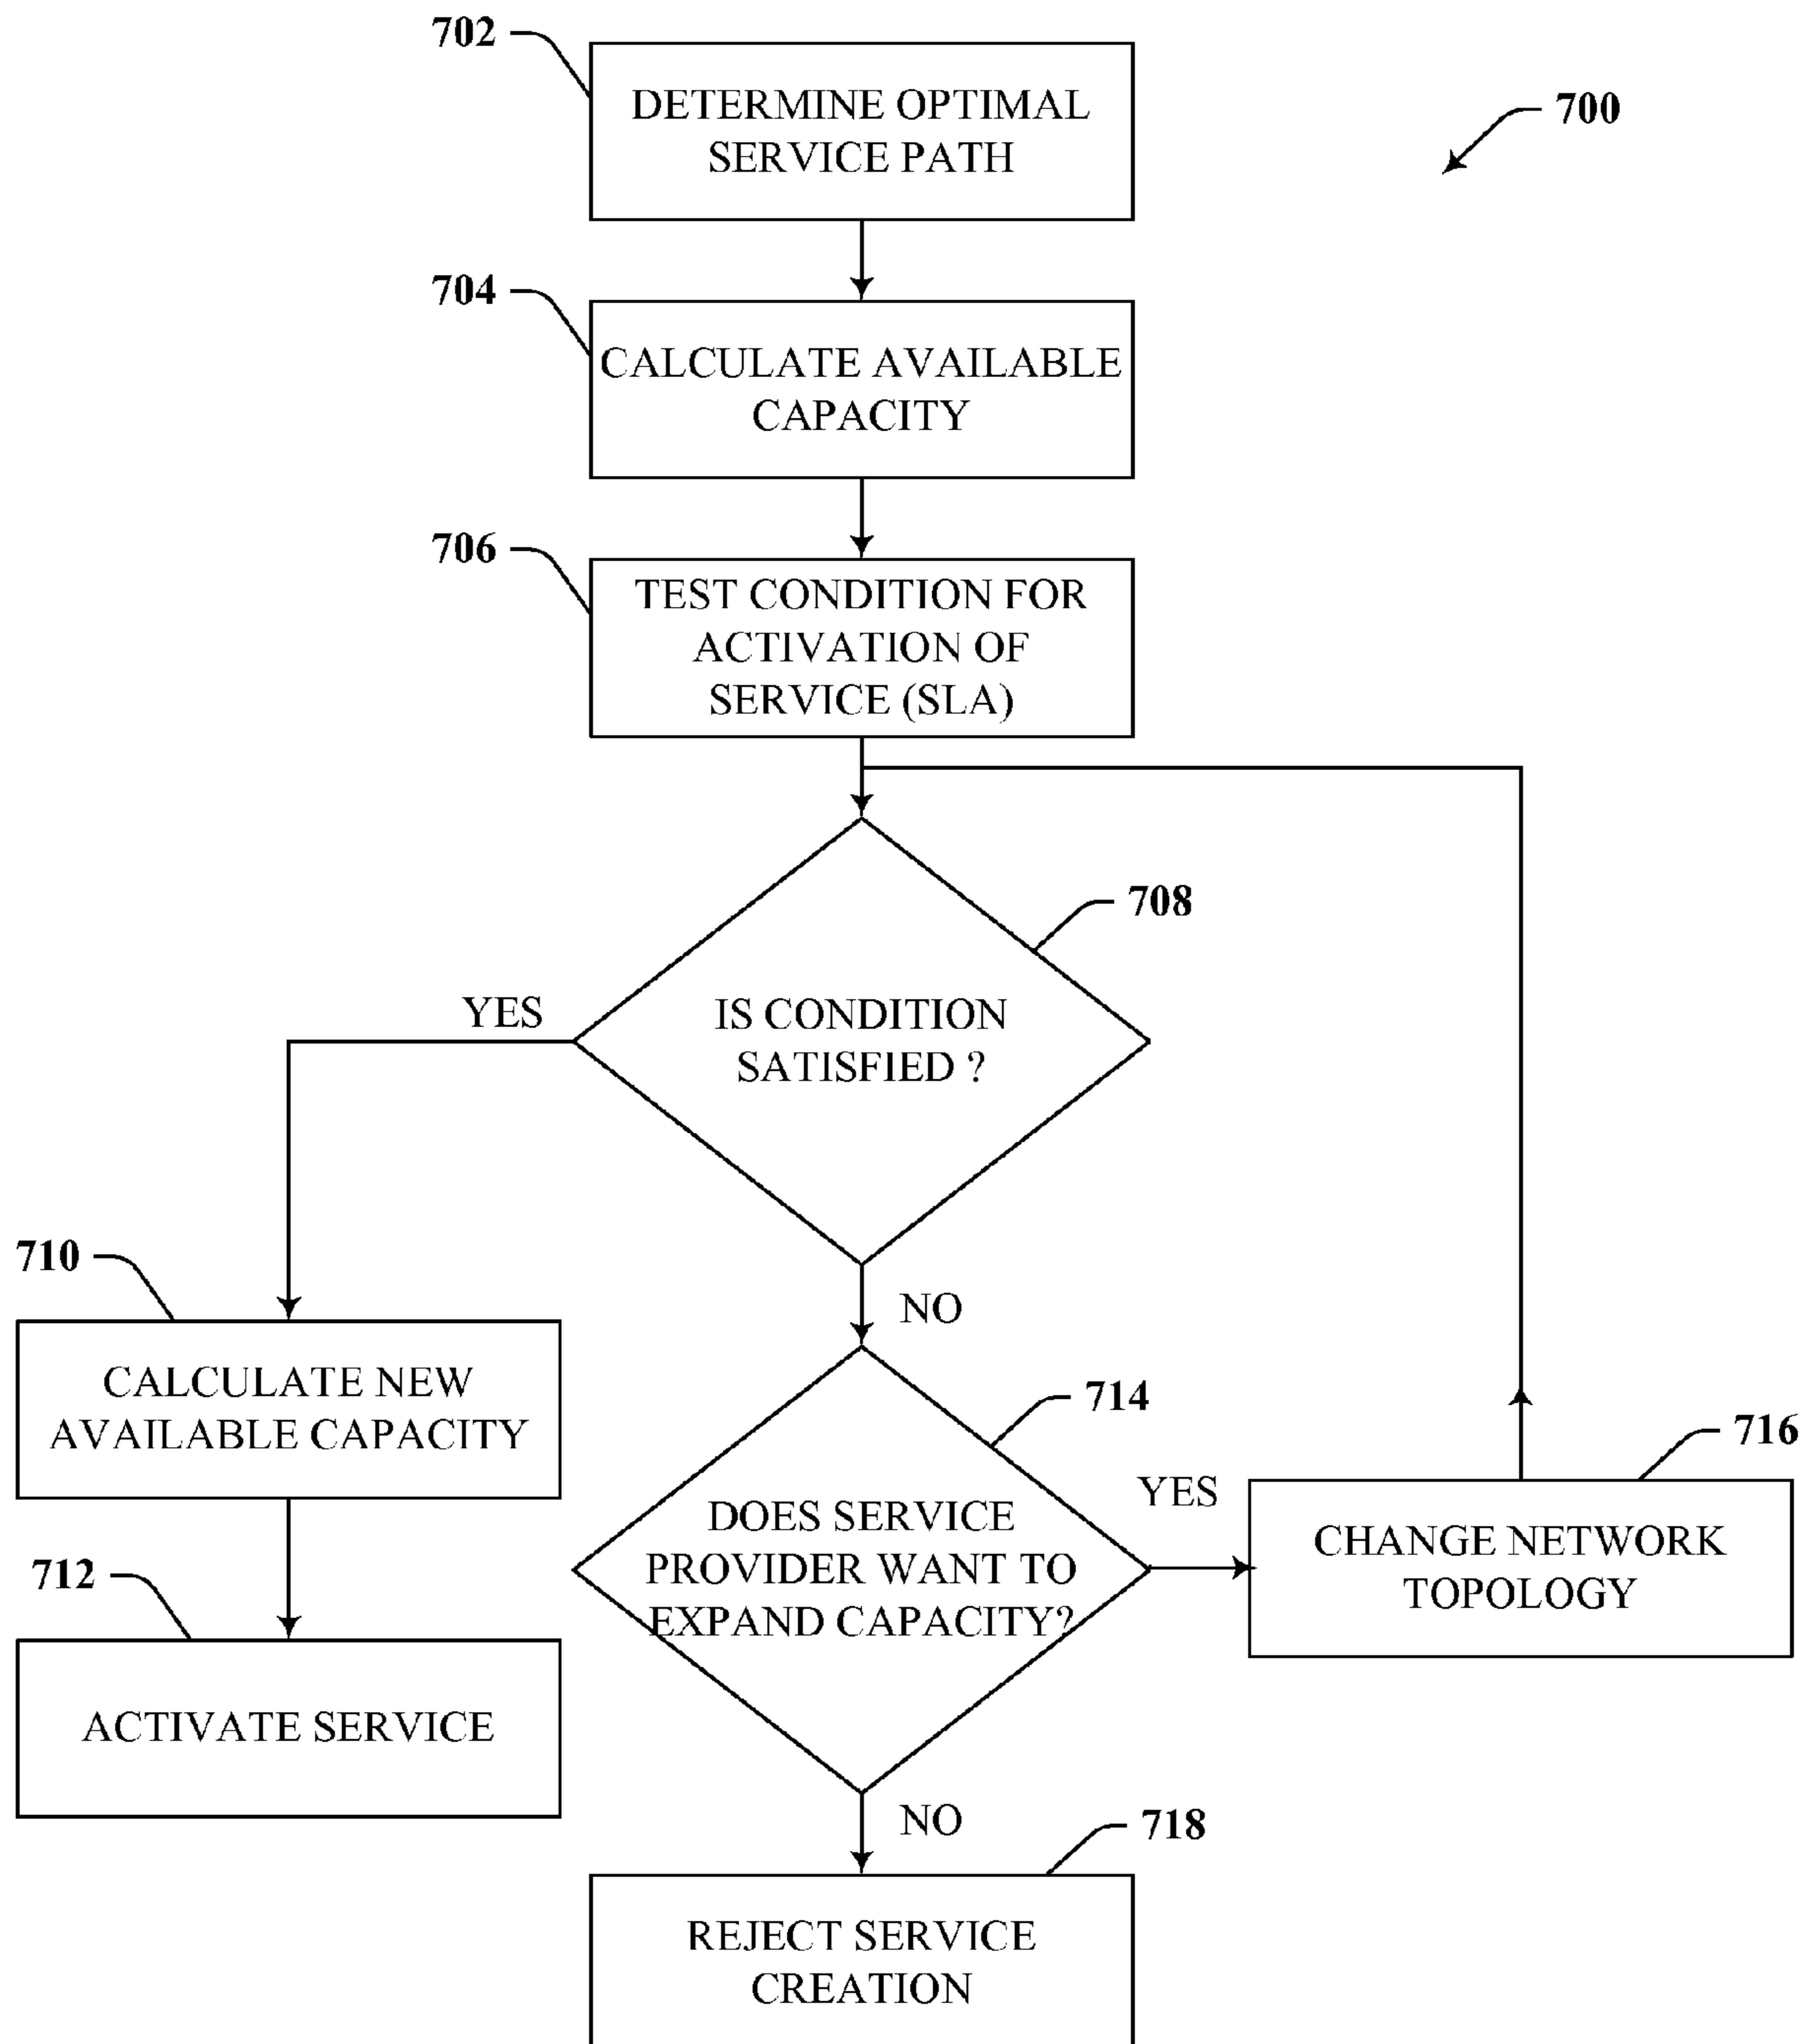 702
DETERMINE OPTIMAL
SERVICE PATH
700
704
CALCULATE AVAILABLE
CAPACITY
706
TEST CONDITION FOR
ACTIVATION OF
SERVICE (SLA)
708
YES
IS CONDITION
SATISFIED ?
710
NO
CALCULATE NEW
AVAILABLE CAPACITY
714
716
YES
DOES SERVICE
PROVIDER WANT TO
EXPAND CAPACITY?
CHANGE NETWORK
TOPOLOGY
712
ACTIVATE SERVICE
NO
718
REJECT SERVICE
CREATION